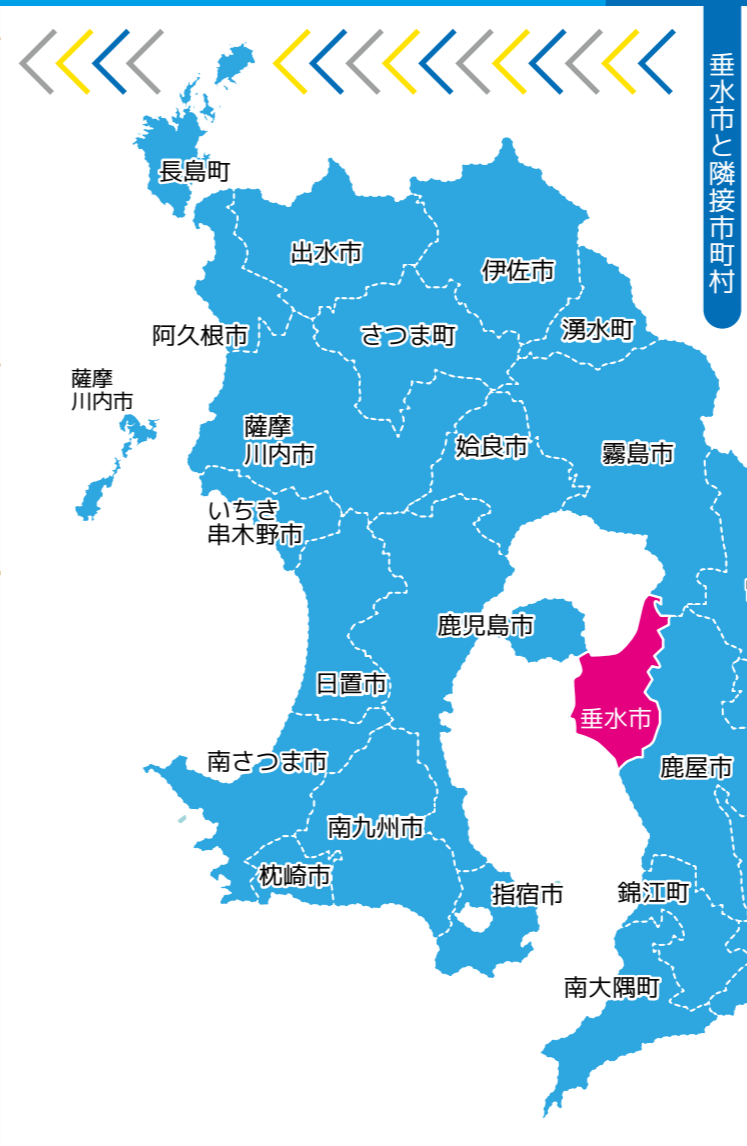 垂水市と隣接市町村
長島町
出水市
伊佐市
阿久根市
さつま町
湧水町
薩摩
川内市
薩摩
川内市
姶良市
霧島市
いちき
串木野市
鹿児島市
日置市
垂水市
南さつま市
鹿屋市
南九州市
枕崎市
指宿市
錦江町
南大隅町